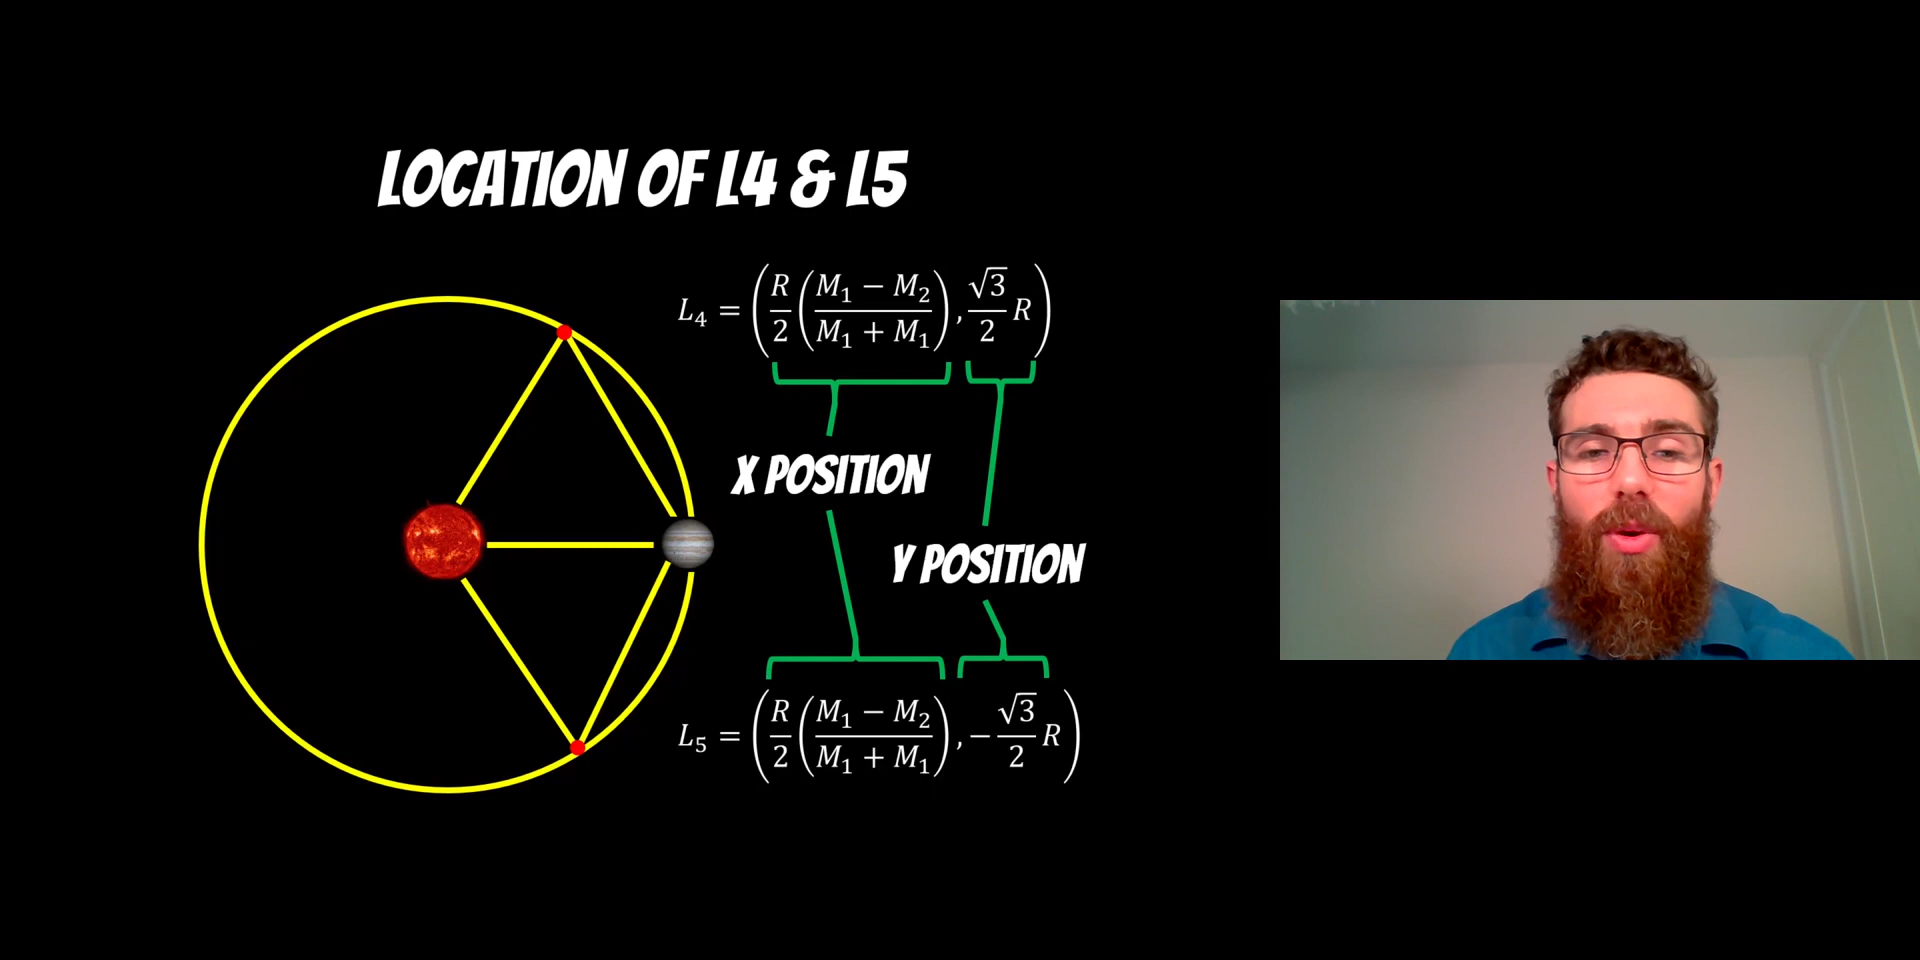 LOCATION OF L4 & L5
L₄ = (R/2 (M₁ − M₂ / M₁ + M₁), √3/2 R)
X POSITION
Y POSITION
L₅ = (R/2 (M₁ − M₂ / M₁ + M₁), −√3/2 R)